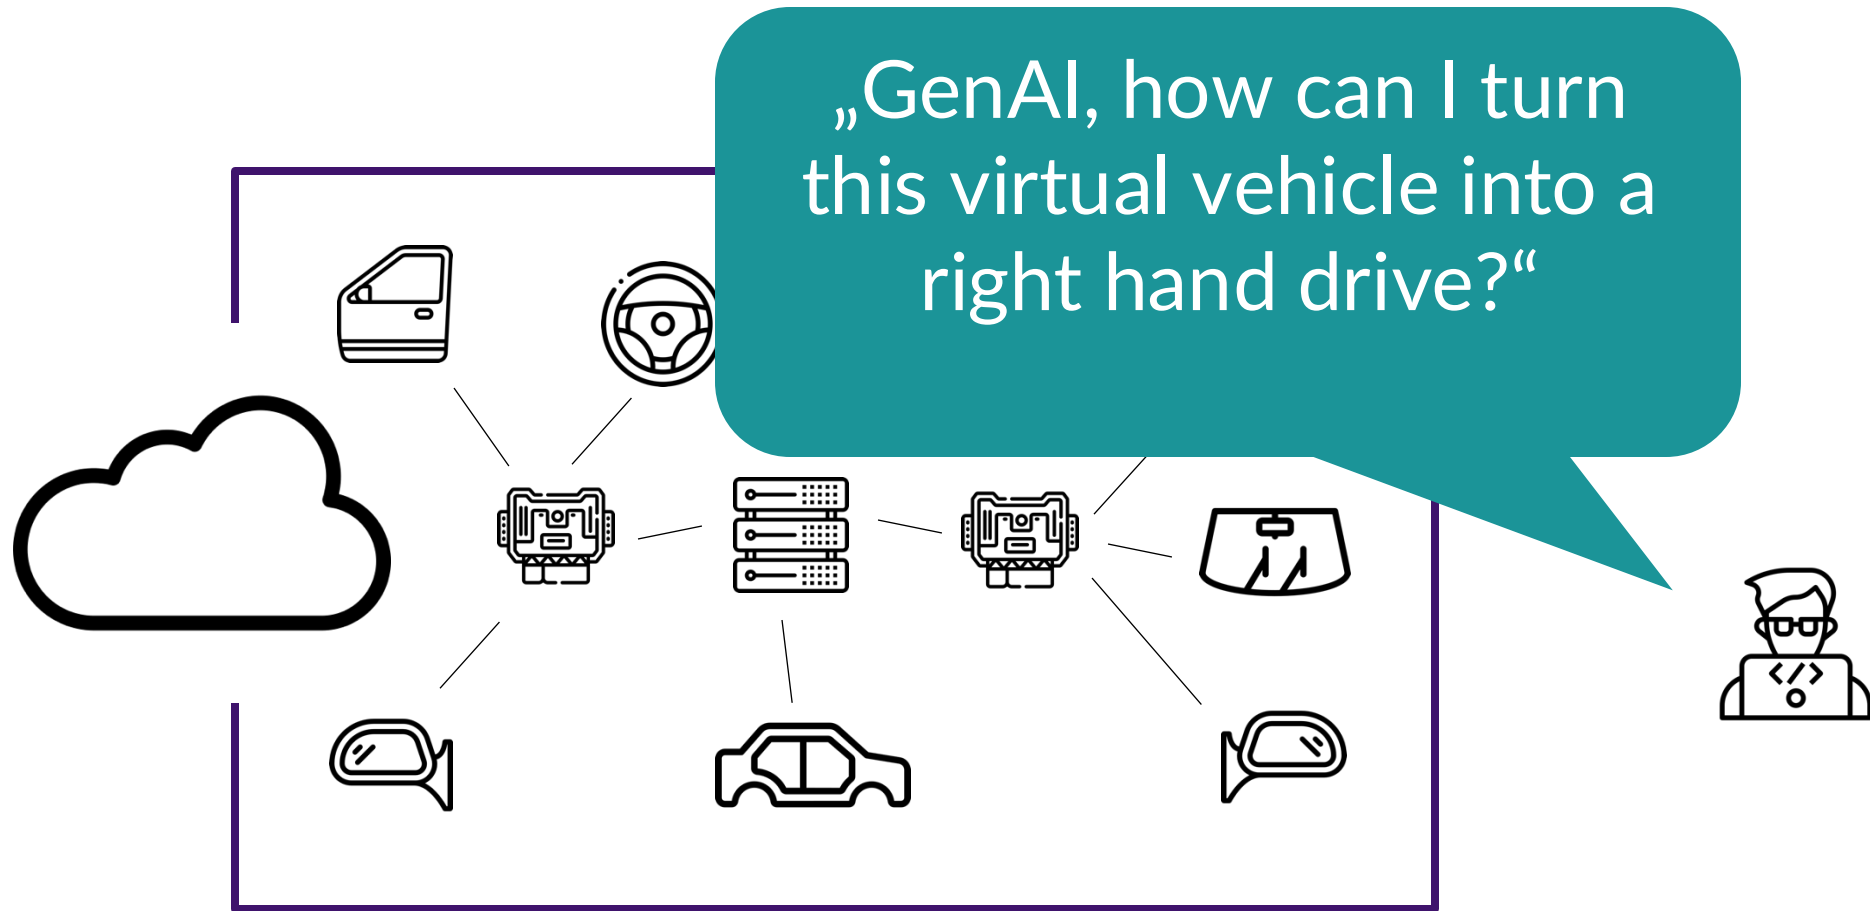 „GenAI, how can I turn
this virtual vehicle into a
right hand drive?“